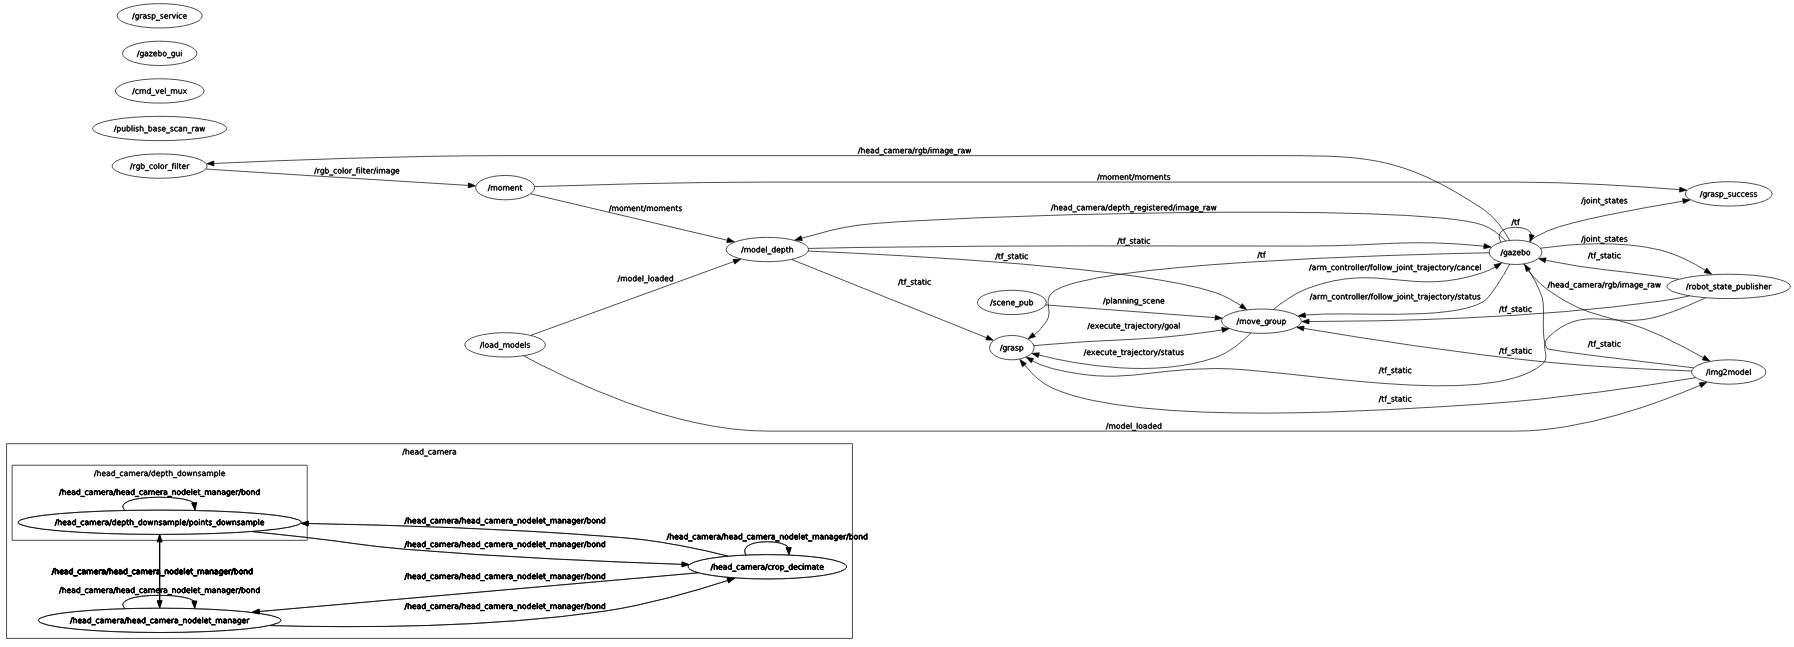 /grasp_service
/gazebo_gui
/cmd_vel_mux
/publish_base_scan_raw
/rgb_color_filter
/head_camera/rgb/image_raw
/rgb_color_filter/image
/moment
/moment/moments
/grasp_success
/joint_states
/moment/moments
/head_camera/depth_registered/image_raw
/tf
/model_depth
/tf_static
/gazebo
/joint_states
/tf_static
/tf
/tf_static
/arm_controller/follow_joint_trajectory/cancel
/model_loaded
/tf_static
/head_camera/rgb/image_raw
/robot_state_publisher
/scene_pub
/planning_scene
/arm_controller/follow_joint_trajectory/status
/tf_static
/move_group
/execute_trajectory/goal
/load_models
/grasp
/execute_trajectory/status
/tf_static
/tf_static
/tf_static
/img2model
/tf_static
/model_loaded
/head_camera
/head_camera/depth_downsample
/head_camera/head_camera_nodelet_manager/bond
/head_camera/depth_downsample/points_downsample
/head_camera/head_camera_nodelet_manager/bond
/head_camera/head_camera_nodelet_manager/bond
/head_camera/head_camera_nodelet_manager/bond
/head_camera/crop_decimate
/head_camera/head_camera_nodelet_manager/bond
/head_camera/head_camera_nodelet_manager/bond
/head_camera/head_camera_nodelet_manager/bond
/head_camera/head_camera_nodelet_manager/bond
/head_camera/head_camera_nodelet_manager